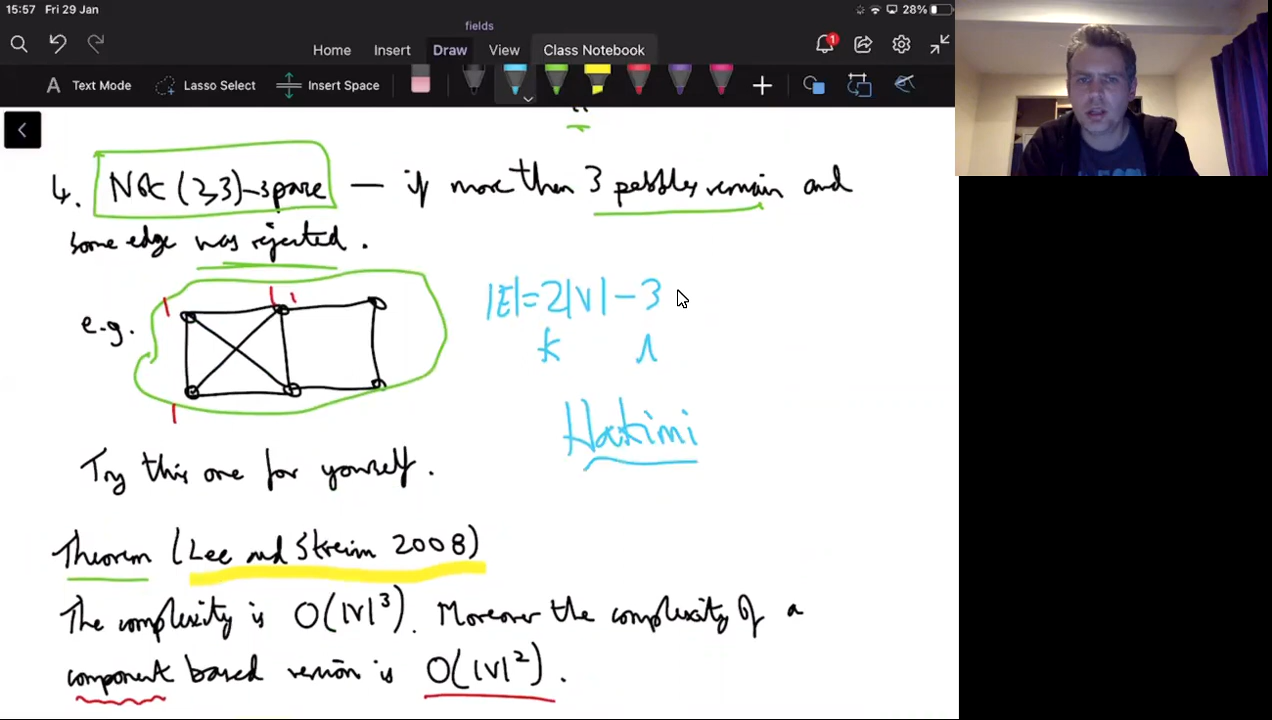 15:57 Fri 29 Jan
28%
fields
Home Insert Draw View Class Notebook
1
Text Mode Lasso Select Insert Space
4. Not (2,3)-sparse — if more then 3 pebbles remain and
some edge was rejected.
e.g.
|E|=2|V|-3
k l
Hakimi
Try this one for yourself.
Theorem (Lee and Streinu 2008)
The complexity is O(|V|³). Moreover the complexity of a
component based version is O(|V|²).